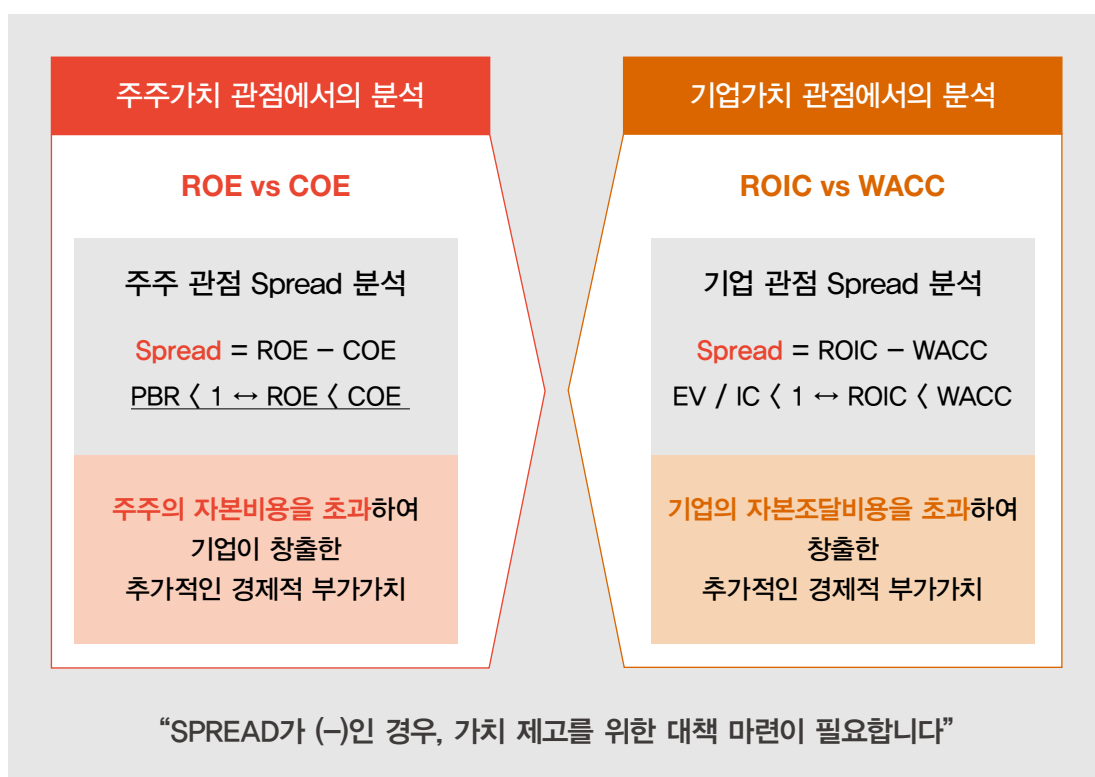 주주가치 관점에서의 분석
ROE vs COE
주주 관점 Spread 분석
Spread = ROE – COE
PBR〈 1 ↔ ROE〈 COE
주주의 자본비용을 초과하여
기업이 창출한
추가적인 경제적 부가가치
기업가치 관점에서의 분석
ROIC vs WACC
기업 관점 Spread 분석
Spread = ROIC – WACC
EV / IC〈 1 ↔ ROIC〈 WACC
기업의 자본조달비용을 초과하여
창출한
추가적인 경제적 부가가치
“SPREAD가 (–)인 경우, 가치 제고를 위한 대책 마련이 필요합니다”